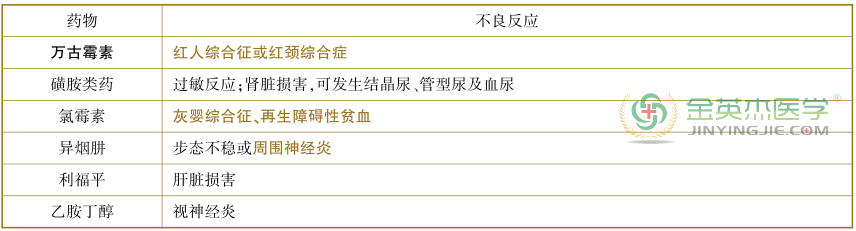 药物 不良反应
万古霉素 红人综合征或红颈综合症
磺胺类药 过敏反应;肾脏损害,可发生结晶尿、管型尿及血尿
氯霉素 灰婴综合征、再生障碍性贫血
异烟肼 步态不稳或周围神经炎
利福平 肝脏损害
乙胺丁醇 视神经炎
金英杰医学®
JINYINGJIE.COM